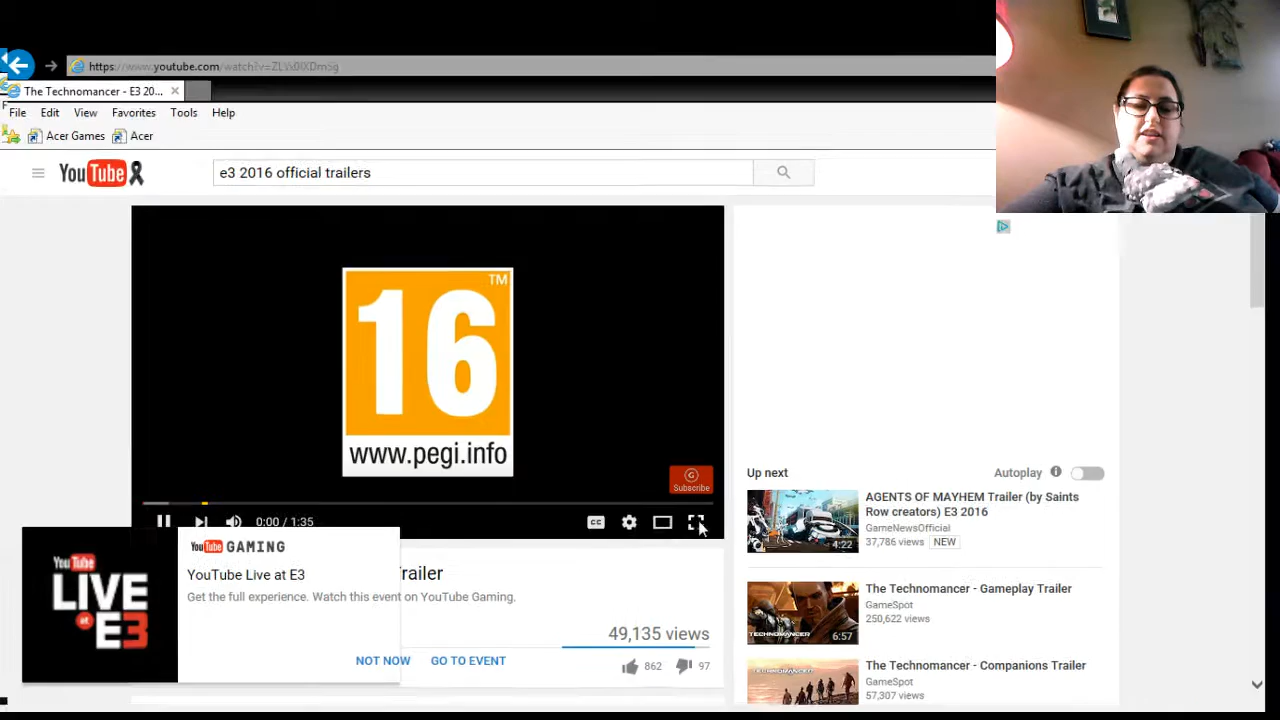 https://www.youtube.com/watch?v=
The Technomancer - E3 20...
File Edit View Favorites Tools Help
Acer Games Acer
YouTube
e3 2016 official trailers
16
TM
www.pegi.info
Subscribe
CC
0:00 / 1:35
Up next
Autoplay
AGENTS OF MAYHEM Trailer (by Saints
Row creators) E3 2016
GameNewsOfficial
37,786 views NEW
4:22
The Technomancer - Gameplay Trailer
GameSpot
250,622 views
TECHNOMANCER
6:57
The Technomancer - Companions Trailer
GameSpot
57,307 views
You Tube
LIVE
at E3
YouTube GAMING
YouTube Live at E3
Get the full experience. Watch this event on YouTube Gaming.
NOT NOW GO TO EVENT
Trailer
49,135 views
862 97